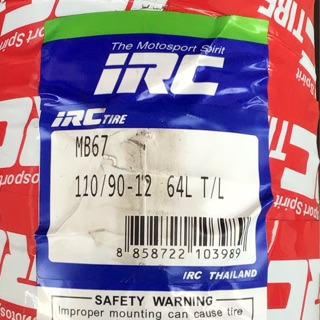 The Motosport Spirit
IRC
IRC TIRE
MB67
110/90-12 64L T/L
8 858722 103989
IRC THAILAND
SAFETY WARNING
Improper mounting can cause tire